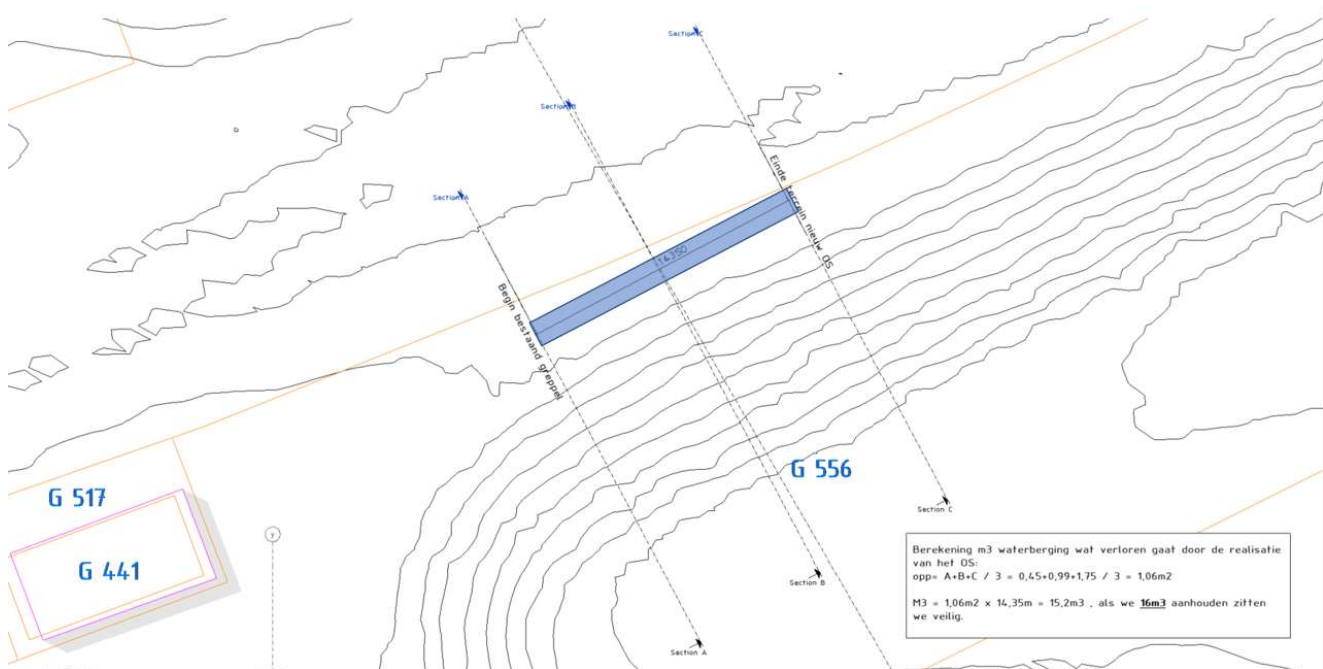 Section C
Section B
Section A
Einde terrein nieuw OS
14350
Begin bestaand greppel
G 556
G 517
G 441
y
Section C
Section B
Section A
Berekening m3 waterberging wat verloren gaat door de realisatie
van het OS:
opp= A+B+C / 3 = 0,45+0,99+1,75 / 3 = 1,06m2
M3 = 1,06m2 x 14,35m = 15,2m3 , als we 16m3 aanhouden zitten
we veilig.